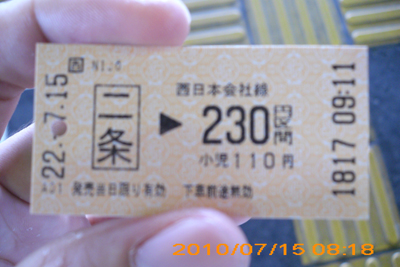 22.-7.15
二条
▶
西日本会社線
230円区間
小児110円
発売当日限り有効 下車前途無効
1817 09:11
2010/07/15 08:18